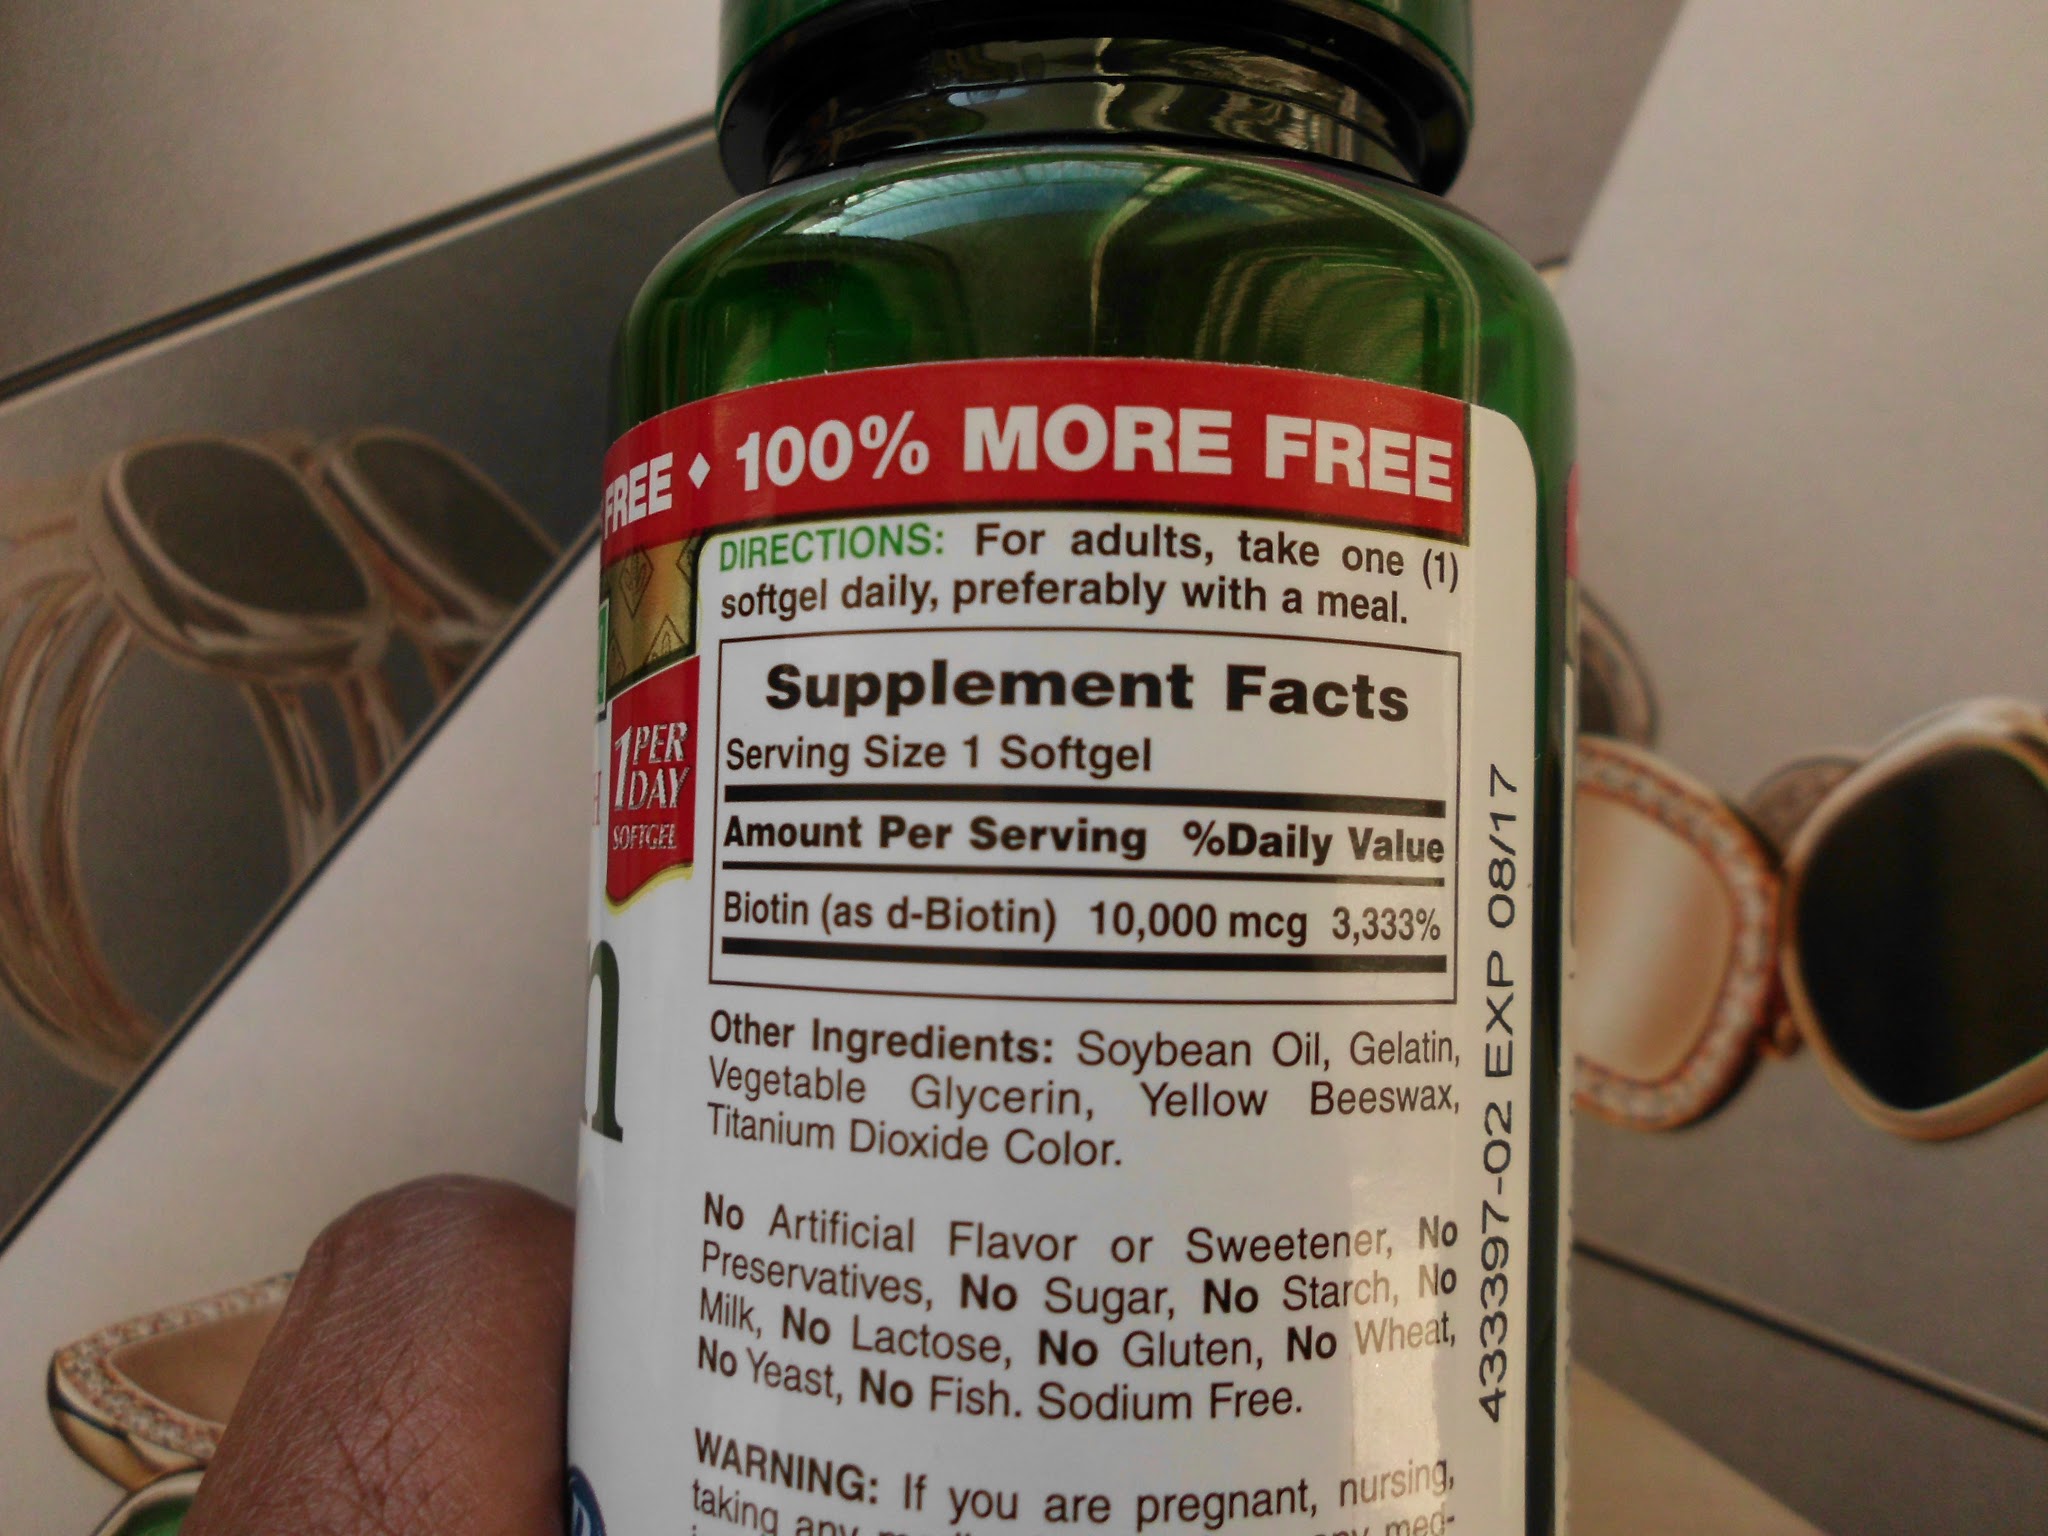 FREE ♦ 100% MORE FREE
DIRECTIONS: For adults, take one (1)
softgel daily, preferably with a meal.
1 PER
DAY
SOFTGEL
Supplement Facts
Serving Size 1 Softgel
Amount Per Serving %Daily Value
Biotin (as d-Biotin) 10,000 mcg 3,333%
Other Ingredients: Soybean Oil, Gelatin,
Vegetable Glycerin, Yellow Beeswax,
Titanium Dioxide Color.
No Artificial Flavor or Sweetener, No
Preservatives, No Sugar, No Starch, No
Milk, No Lactose, No Gluten, No Wheat,
No Yeast, No Fish. Sodium Free.
WARNING: If you are pregnant, nursing,
taking any med-
433397-02 EXP 08/17
n